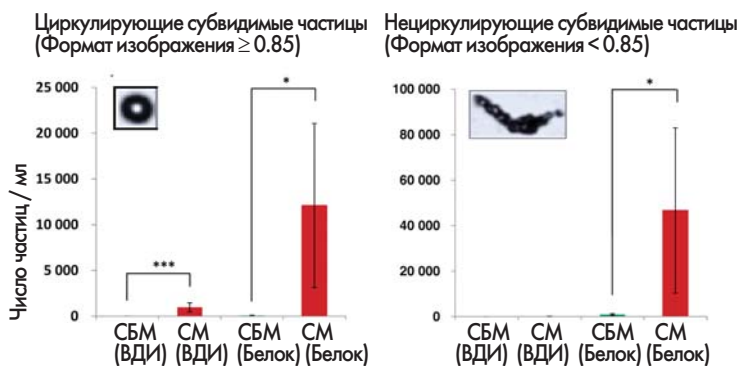 Циркулирующие субвидимые частицы
(Формат изображения ≥ 0.85)
Число частиц / мл
25 000
20 000
15 000
10 000
5 000
0
***
*
СБМ СМ СБМ СМ
(ВДИ) (ВДИ) (Белок) (Белок)
Нециркулирующие субвидимые частицы
(Формат изображения < 0.85)
100 000
80 000
60 000
40 000
20 000
0
*
СБМ СМ СБМ СМ
(ВДИ) (ВДИ) (Белок) (Белок)